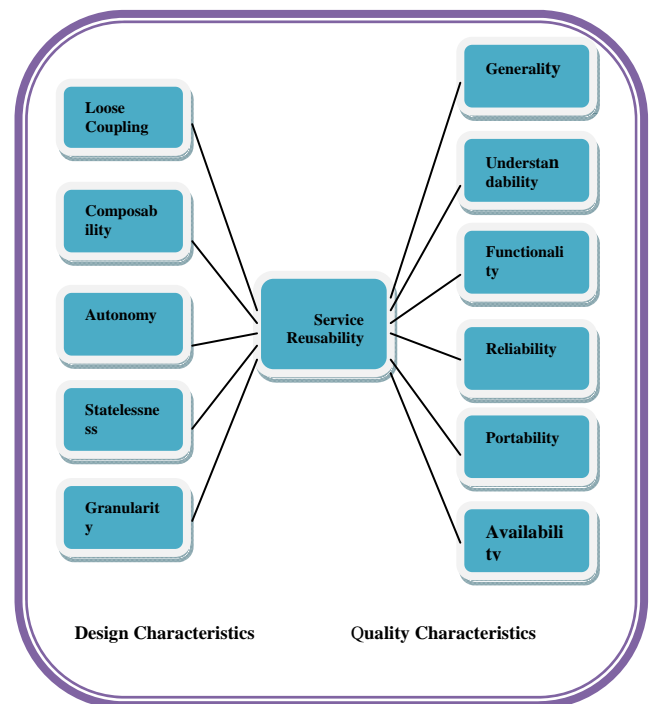 Loose
Coupling
Composab
ility
Autonomy
Statelessne
ss
Granularit
y
Service
Reusability
Generality
Understan
dability
Functionali
ty
Reliability
Portability
Availabili
ty
Design Characteristics
Quality Characteristics